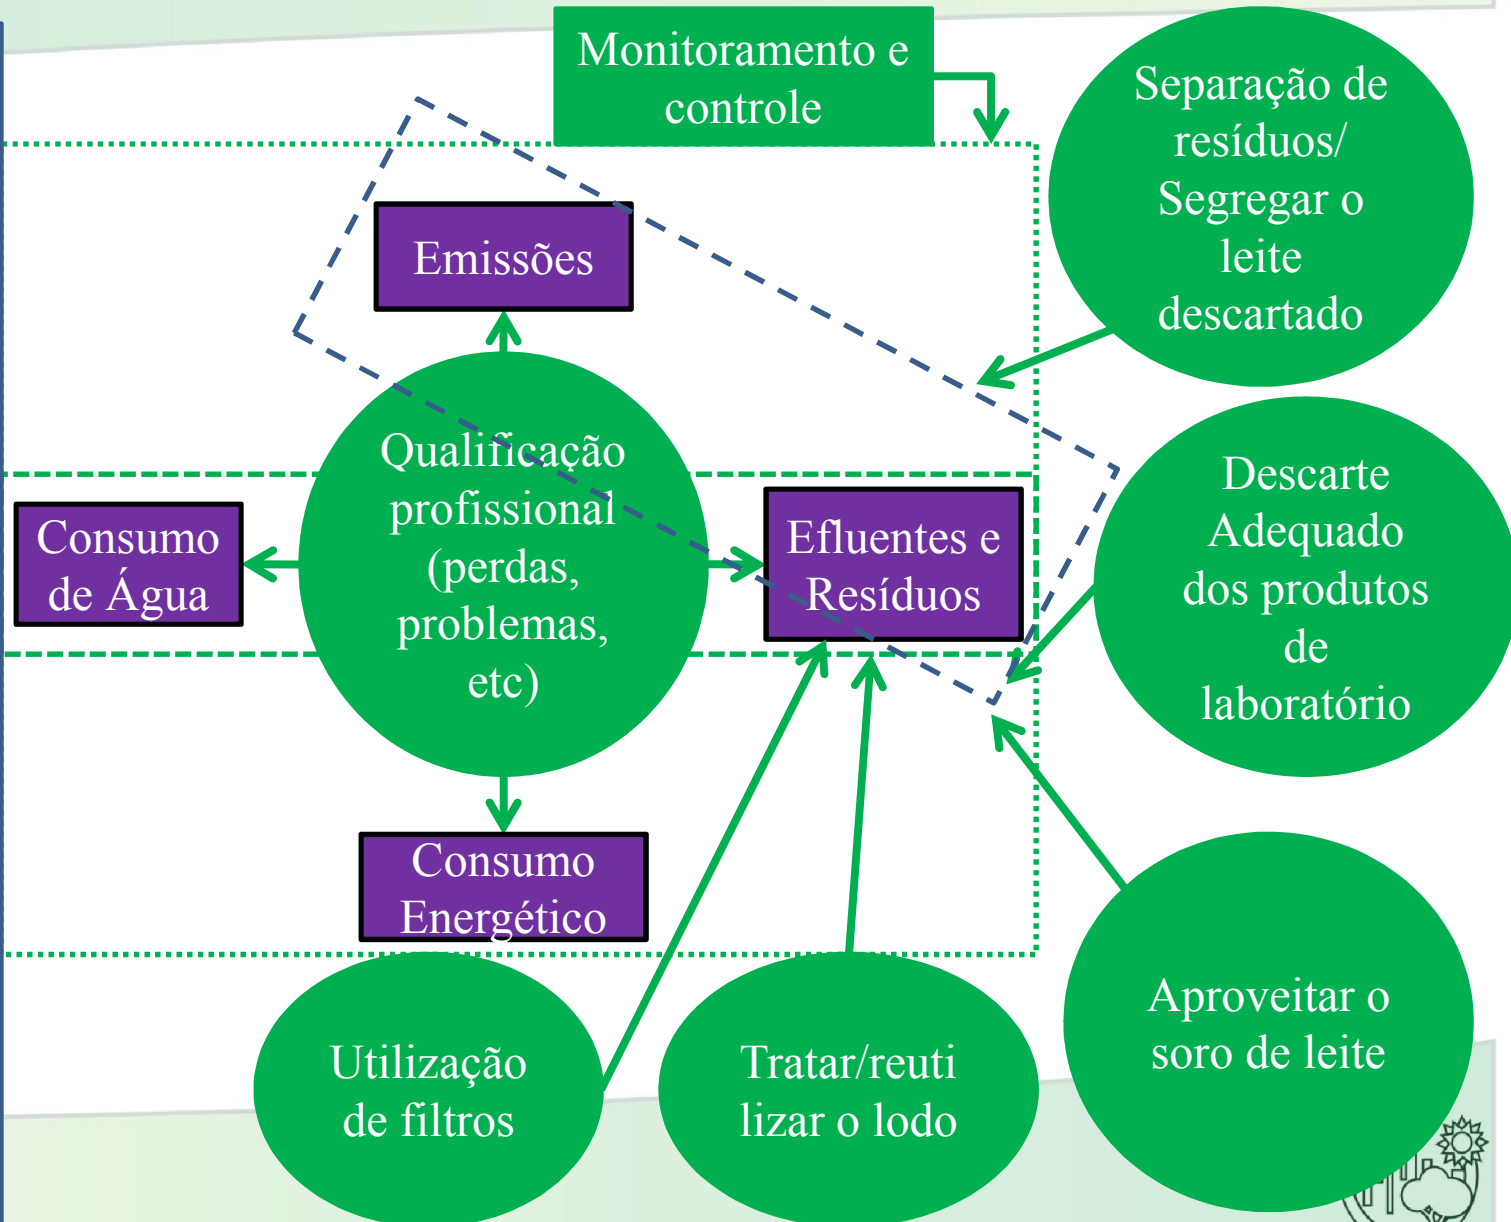 Monitoramento e
controle
Separação de
resíduos/
Segregar o
leite
descartado
Emissões
Qualificação
profissional
(perdas,
problemas,
etc)
Consumo
de Água
Efluentes e
Resíduos
Descarte
Adequado
dos produtos
de
laboratório
Consumo
Energético
Utilização
de filtros
Tratar/reuti
lizar o lodo
Aproveitar o
soro de leite